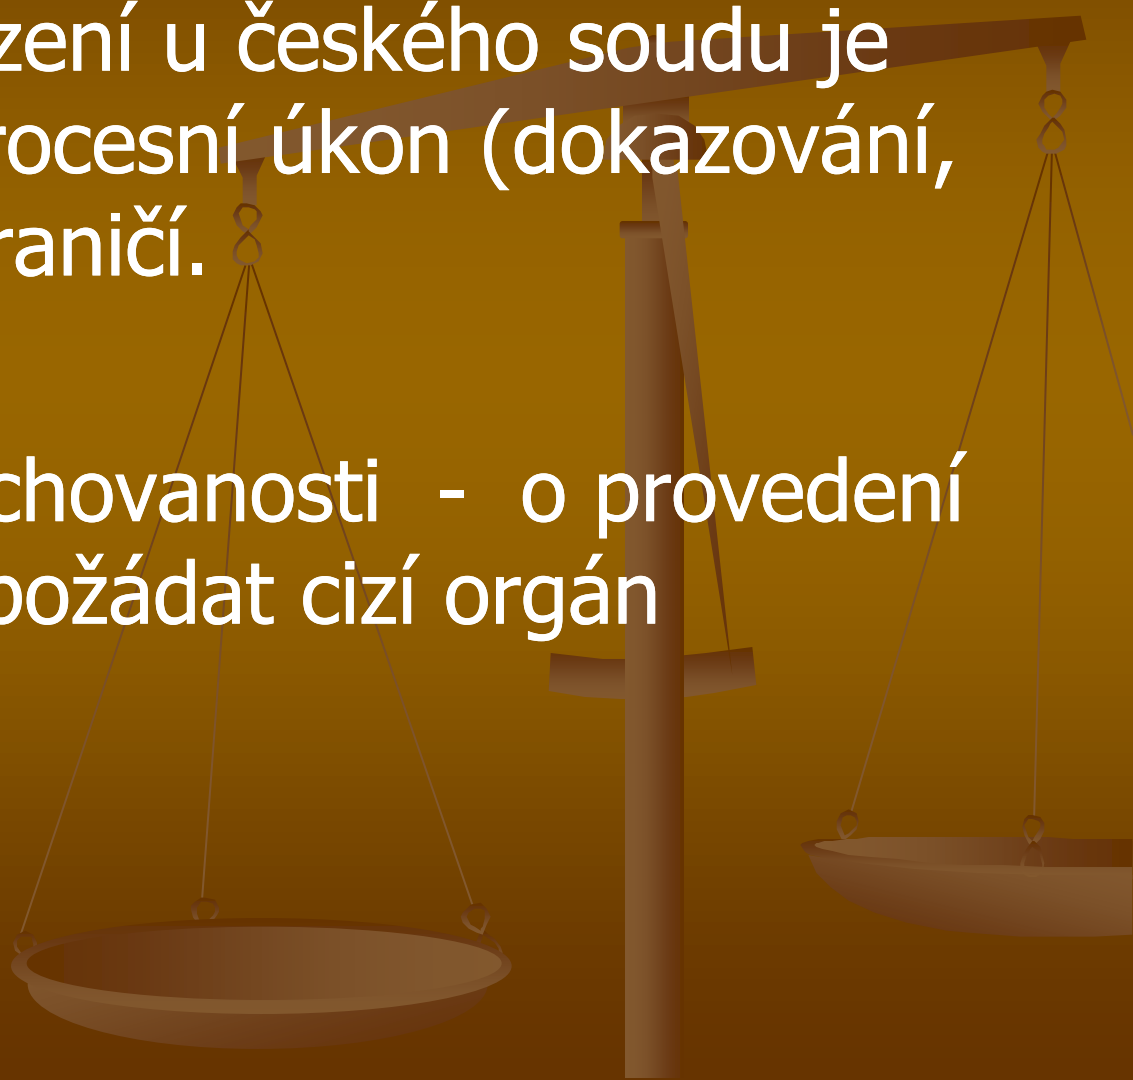 zení u českého soudu je
rocesní úkon (dokazování,
raničí.
chovanosti - o provedení
požádat cizí orgán